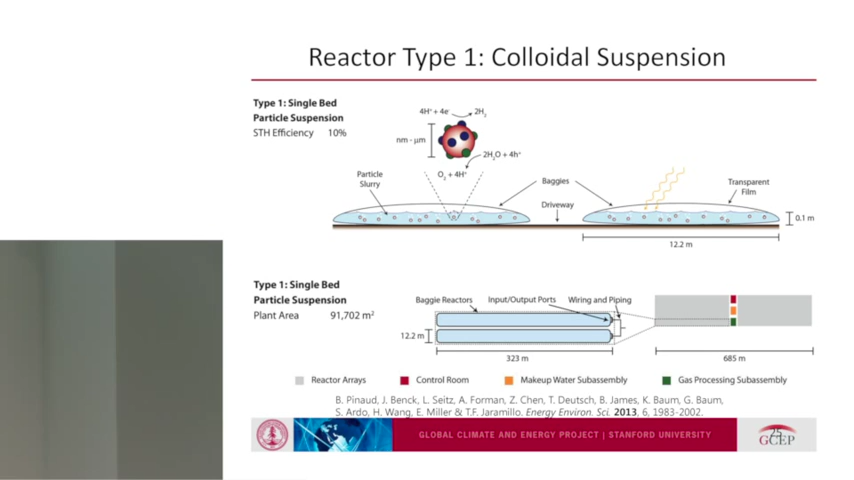 Reactor Type 1: Colloidal Suspension
Type 1: Single Bed
Particle Suspension
STH Efficiency 10%
4H⁺ + 4e⁻
2H₂
nm - μm
2H₂O + 4h⁺
O₂ + 4H⁺
Particle
Slurry
Baggies
Driveway
Transparent
Film
0.1 m
12.2 m
Type 1: Single Bed
Particle Suspension
Plant Area 91,702 m²
Baggie Reactors
Input/Output Ports
Wiring and Piping
12.2 m
323 m
685 m
Reactor Arrays
Control Room
Makeup Water Subassembly
Gas Processing Subassembly
B. Pinaud, J. Benck, L. Seitz, A. Forman, Z. Chen, T. Deutsch, B. James, K. Baum, G. Baum,
S. Ardo, H. Wang, E. Miller & T.F. Jaramillo. Energy Environ. Sci. 2013, 6, 1983-2002.
GLOBAL CLIMATE AND ENERGY PROJECT | STANFORD UNIVERSITY
25
GCEP